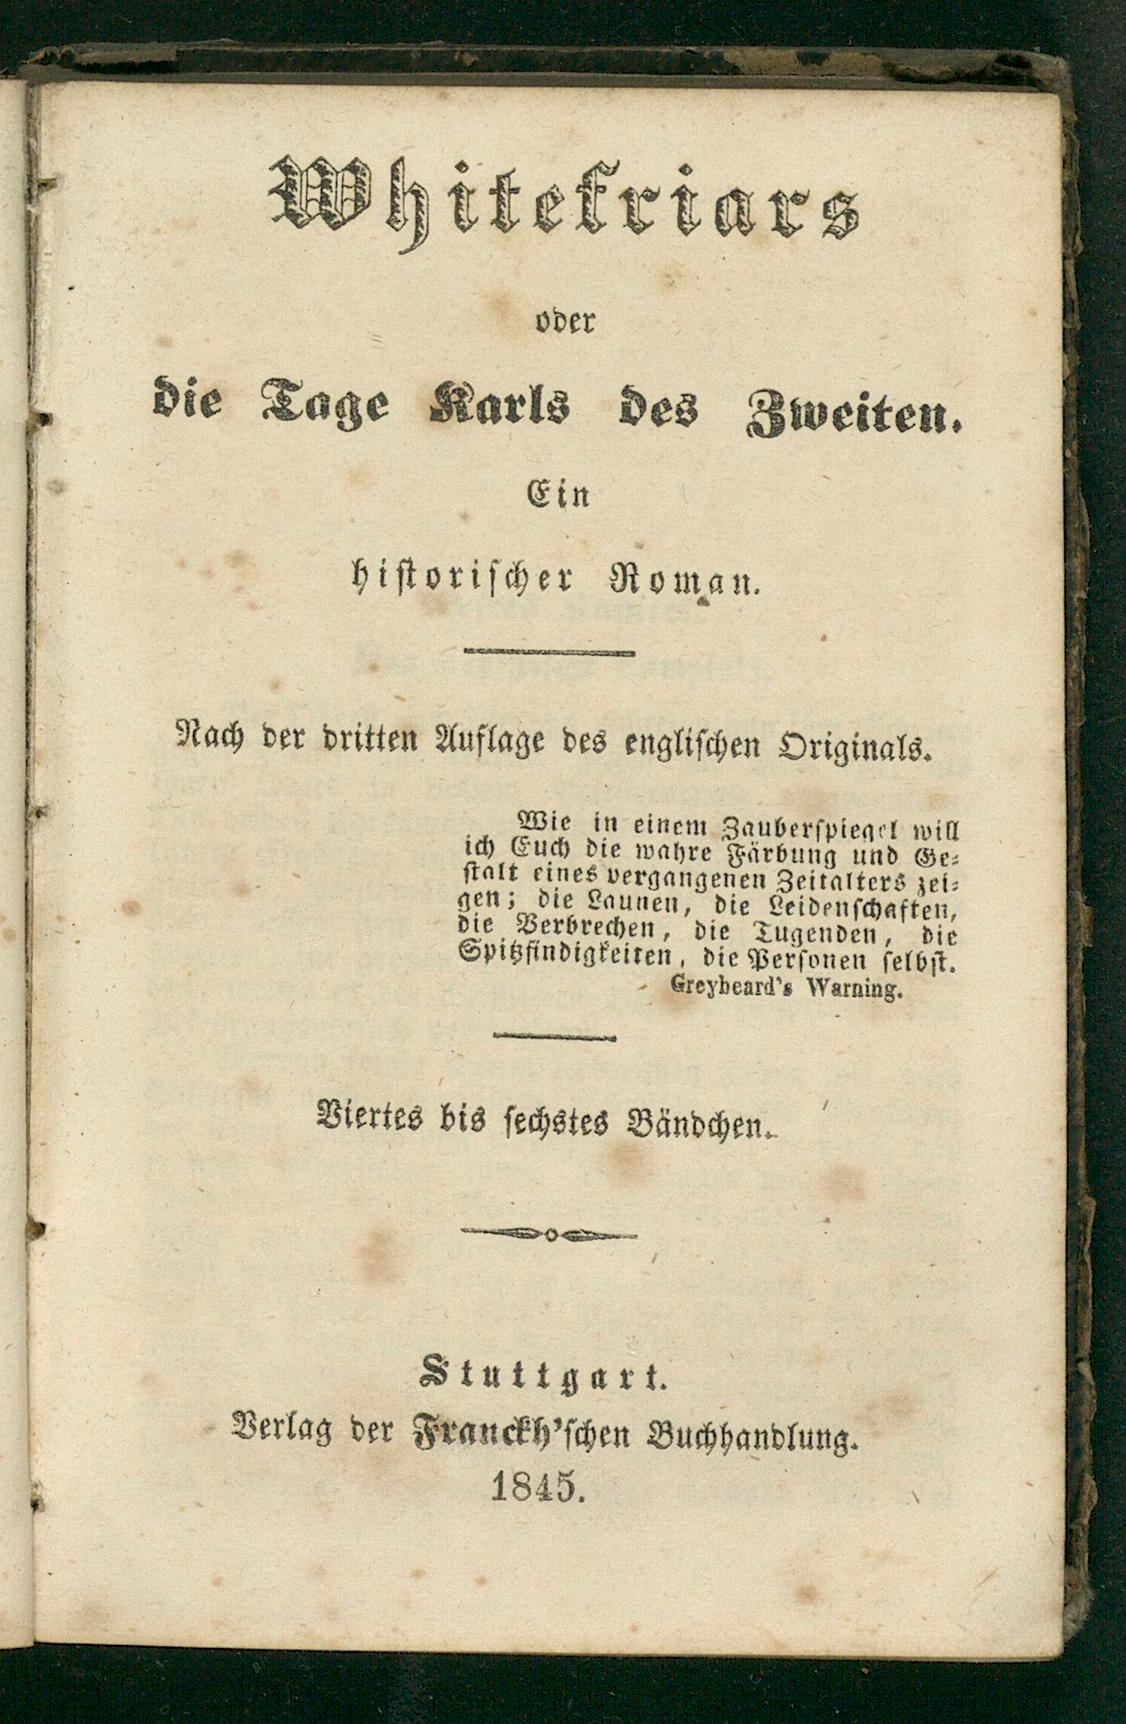 Whitefriars
oder
die Tage Karls des Zweiten.
Ein
historischer Roman.
Nach der dritten Auflage des englischen Originals.
Wie in einem Zauberspiegel will
ich Euch die wahre Färbung und Ge-
stalt eines vergangenen Zeitalters zei-
gen; die Launen, die Leidenschaften,
die Verbrechen, die Tugenden, die
Spitzfindigkeiten, die Personen selbst.
Greybeard's Warning.
Viertes bis sechstes Bändchen.
Stuttgart.
Verlag der Franckh'schen Buchhandlung.
1845.